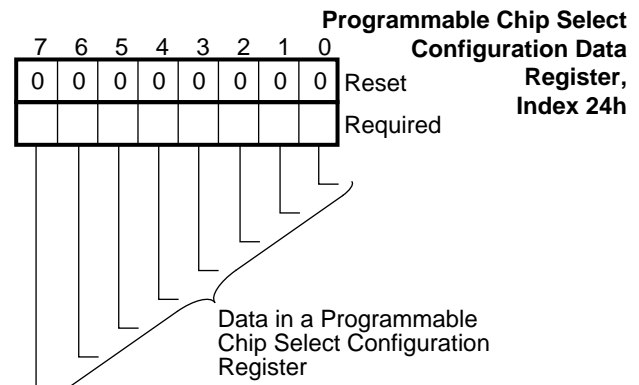 Programmable Chip Select
Configuration Data
Register,
Index 24h
7 6 5 4 3 2 1 0
0 0 0 0 0 0 0 0 Reset
Required
Data in a Programmable
Chip Select Configuration
Register